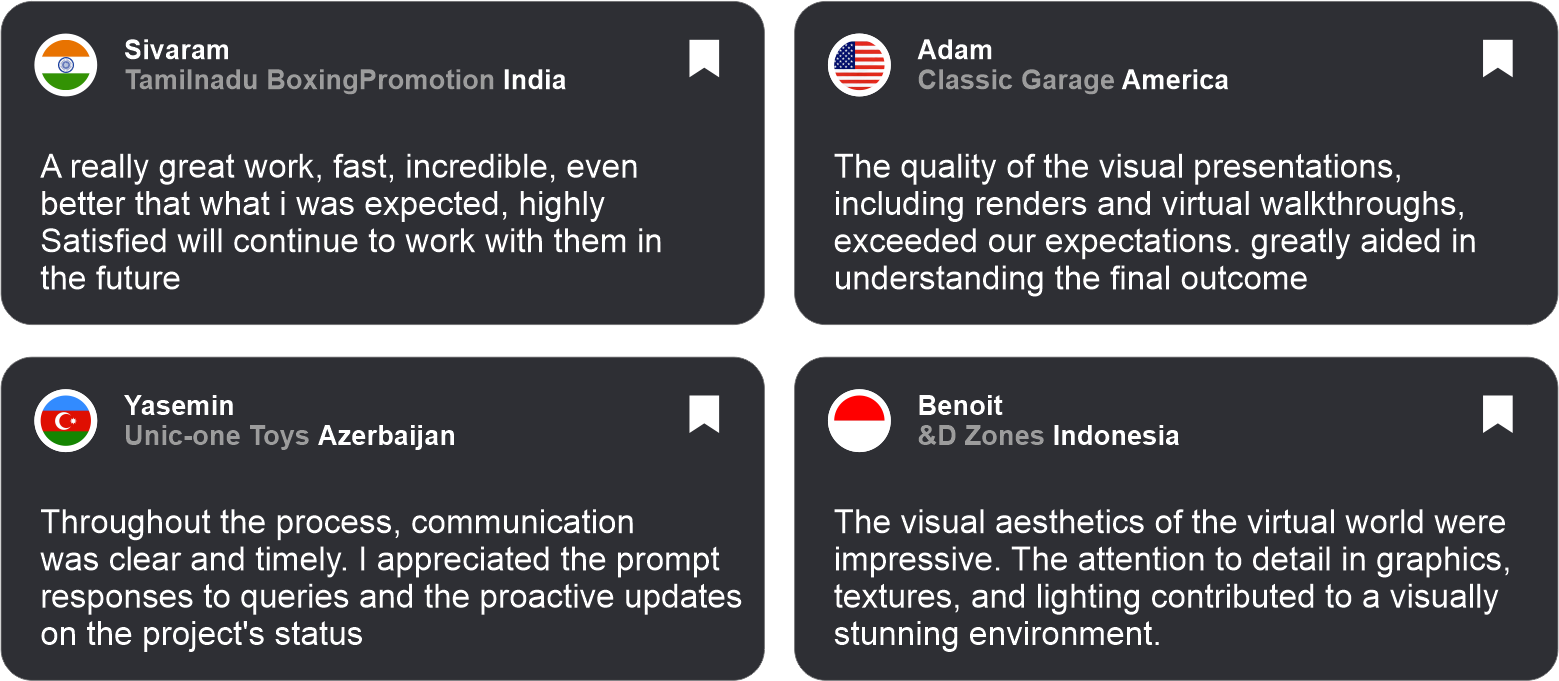 Sivaram
Tamilnadu BoxingPromotion India
A really great work, fast, incredible, even
better that what i was expected, highly
Satisfied will continue to work with them in
the future
Adam
Classic Garage America
The quality of the visual presentations,
including renders and virtual walkthroughs,
exceeded our expectations. greatly aided in
understanding the final outcome
Yasemin
Unic-one Toys Azerbaijan
Throughout the process, communication
was clear and timely. I appreciated the prompt
responses to queries and the proactive updates
on the project's status
Benoit
&D Zones Indonesia
The visual aesthetics of the virtual world were
impressive. The attention to detail in graphics,
textures, and lighting contributed to a visually
stunning environment.